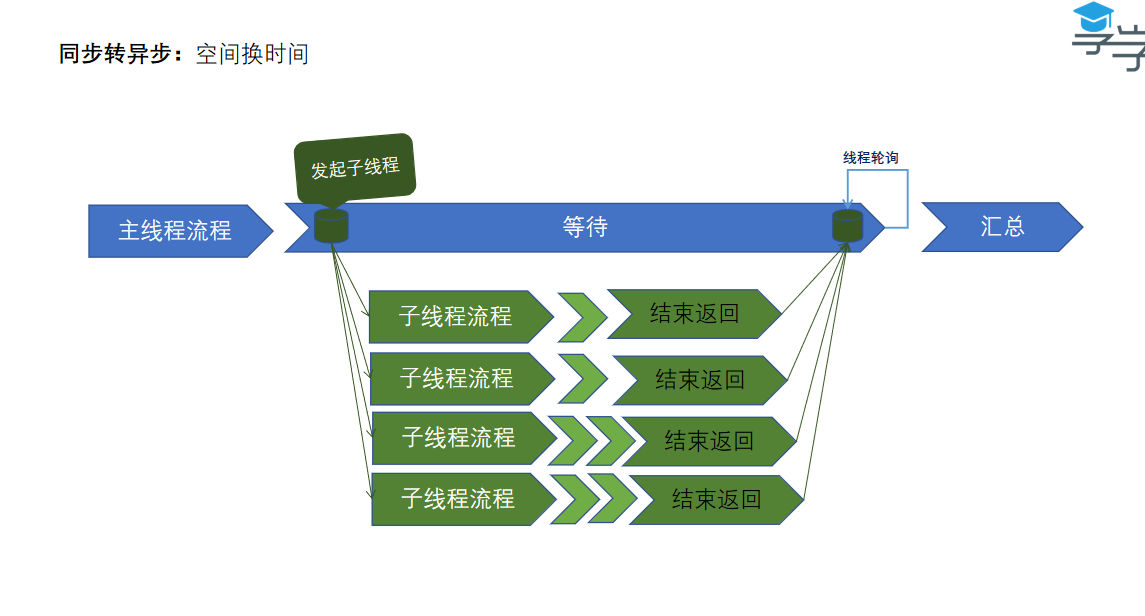 同步转异步：空间换时间
发起子线程
线程轮询
主线程流程
等待
汇总
子线程流程
结束返回
子线程流程
结束返回
子线程流程
结束返回
子线程流程
结束返回